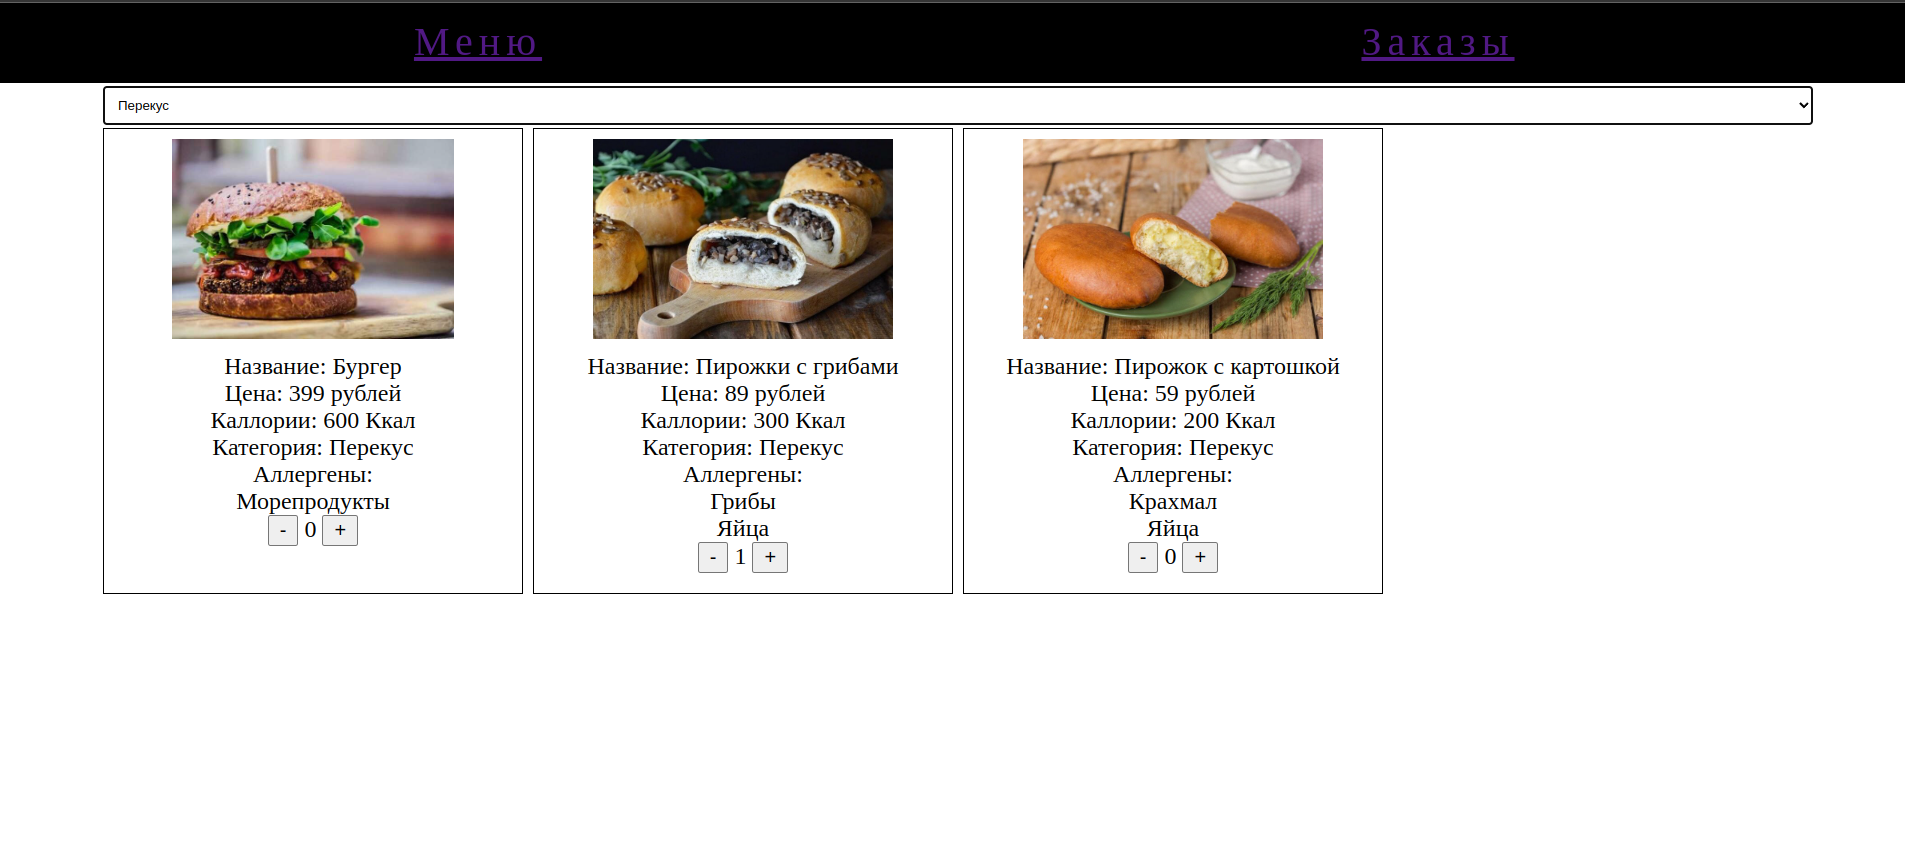 Меню
Заказы
Перекус
Название: Бургер
Цена: 399 рублей
Каллории: 600 Ккал
Категория: Перекус
Аллергены:
Морепродукты
- 0 +
Название: Пирожки с грибами
Цена: 89 рублей
Каллории: 300 Ккал
Категория: Перекус
Аллергены:
Грибы
Яйца
- 1 +
Название: Пирожок с картошкой
Цена: 59 рублей
Каллории: 200 Ккал
Категория: Перекус
Аллергены:
Крахмал
Яйца
- 0 +